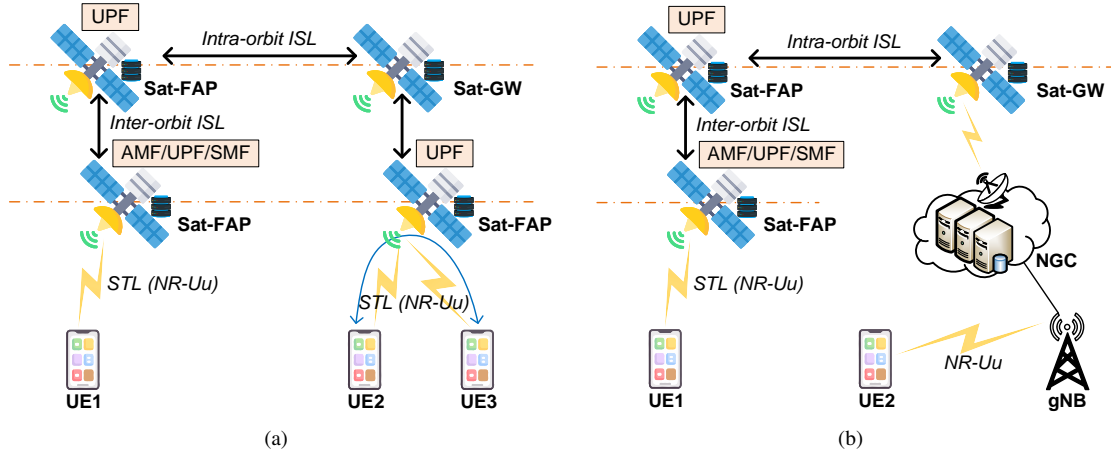 UPF
Intra-orbit ISL
Sat-FAP
Sat-GW
Inter-orbit ISL
AMF/UPF/SMF
UPF
Sat-FAP
Sat-FAP
STL (NR-Uu)
STL (NR-Uu)
UE1
UE2
UE3
(a)
UPF
Intra-orbit ISL
Sat-FAP
Sat-GW
Inter-orbit ISL
AMF/UPF/SMF
Sat-FAP
NGC
STL (NR-Uu)
NR-Uu
UE1
UE2
gNB
(b)